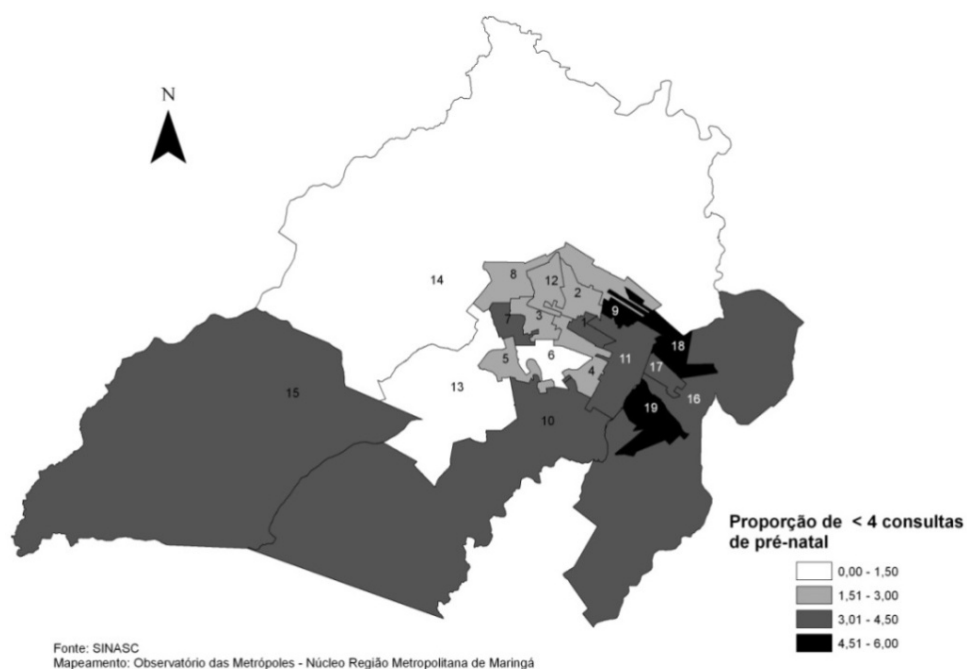 N
14
8
12
2
7
3
1
9
18
5
6
4
11
17
13
16
15
10
19
Proporção de < 4 consultas
de pré-natal
0,00 - 1,50
1,51 - 3,00
3,01 - 4,50
4,51 - 6,00
Fonte: SINASC
Mapeamento: Observatório das Metrópoles - Núcleo Região Metropolitana de Maringá